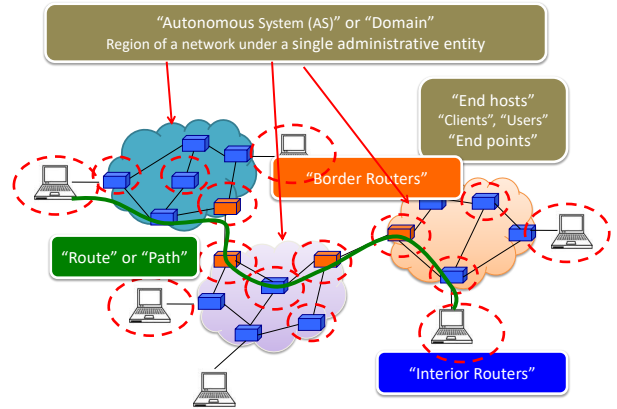 “Autonomous System (AS)” or “Domain”
Region of a network under a single administrative entity
“End hosts”
“Clients”, “Users”
“End points”
“Border Routers”
“Route” or “Path”
“Interior Routers”